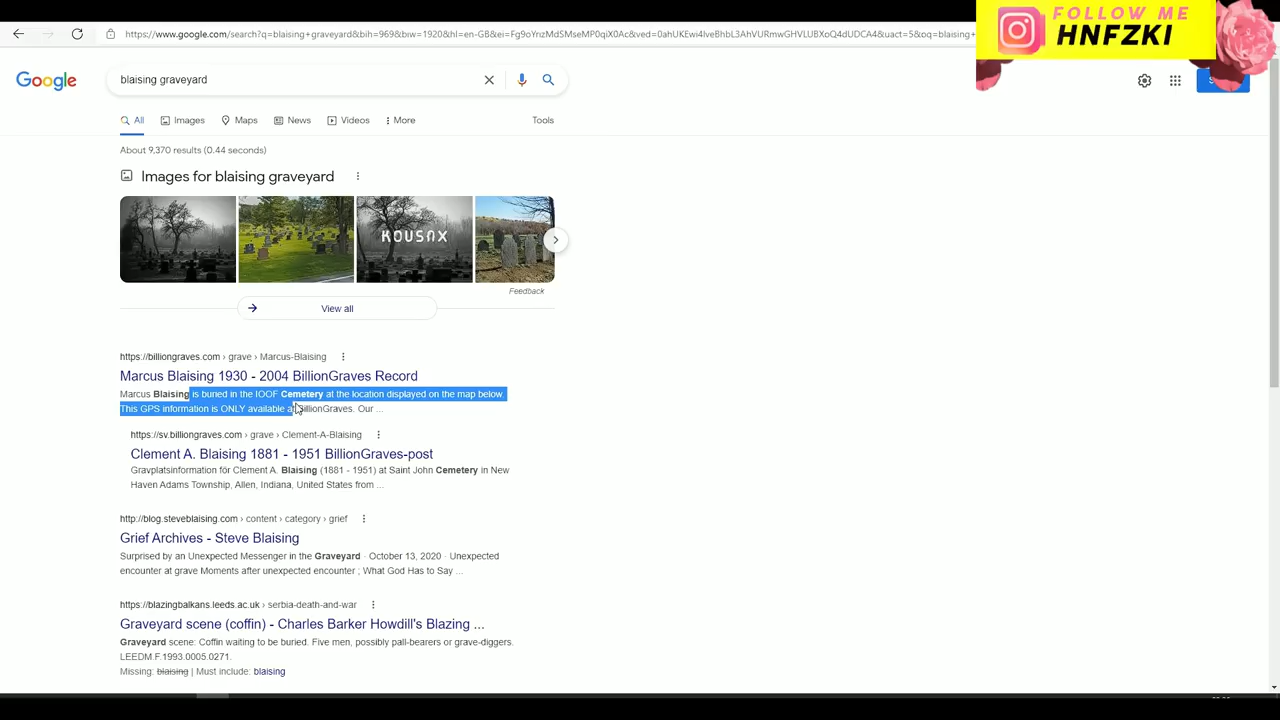 FOLLOW ME
HNFZKI
Google
blaising graveyard
All
Images
Maps
News
Videos
More
Tools
About 9,370 results (0.44 seconds)
Images for blaising graveyard
KOUSAX
Feedback
View all
https://billiongraves.com › grave › Marcus-Blaising
Marcus Blaising 1930 - 2004 BillionGraves Record
Marcus Blaising is buried in the IOOF Cemetery at the location displayed on the map below.
This GPS information is ONLY available a BillionGraves. Our ...
https://sv.billiongraves.com › grave › Clement-A-Blaising
Clement A. Blaising 1881 - 1951 BillionGraves-post
Gravplatsinformation för Clement A. Blaising (1881 - 1951) at Saint John Cemetery in New
Haven Adams Township, Allen, Indiana, United States from ...
http://blog.steveblaising.com › content › category › grief
Grief Archives - Steve Blaising
Surprised by an Unexpected Messenger in the Graveyard · October 13, 2020 · Unexpected
encounter at grave Moments after unexpected encounter ; What God Has to Say ...
https://blazingbalkans.leeds.ac.uk › serbia-death-and-war
Graveyard scene (coffin) - Charles Barker Howdill's Blazing ...
Graveyard scene: Coffin waiting to be buried. Five men, possibly pall-bearers or grave-diggers.
LEEDM.F.1993.0005.0271.
Missing: blaising | Must include: blaising